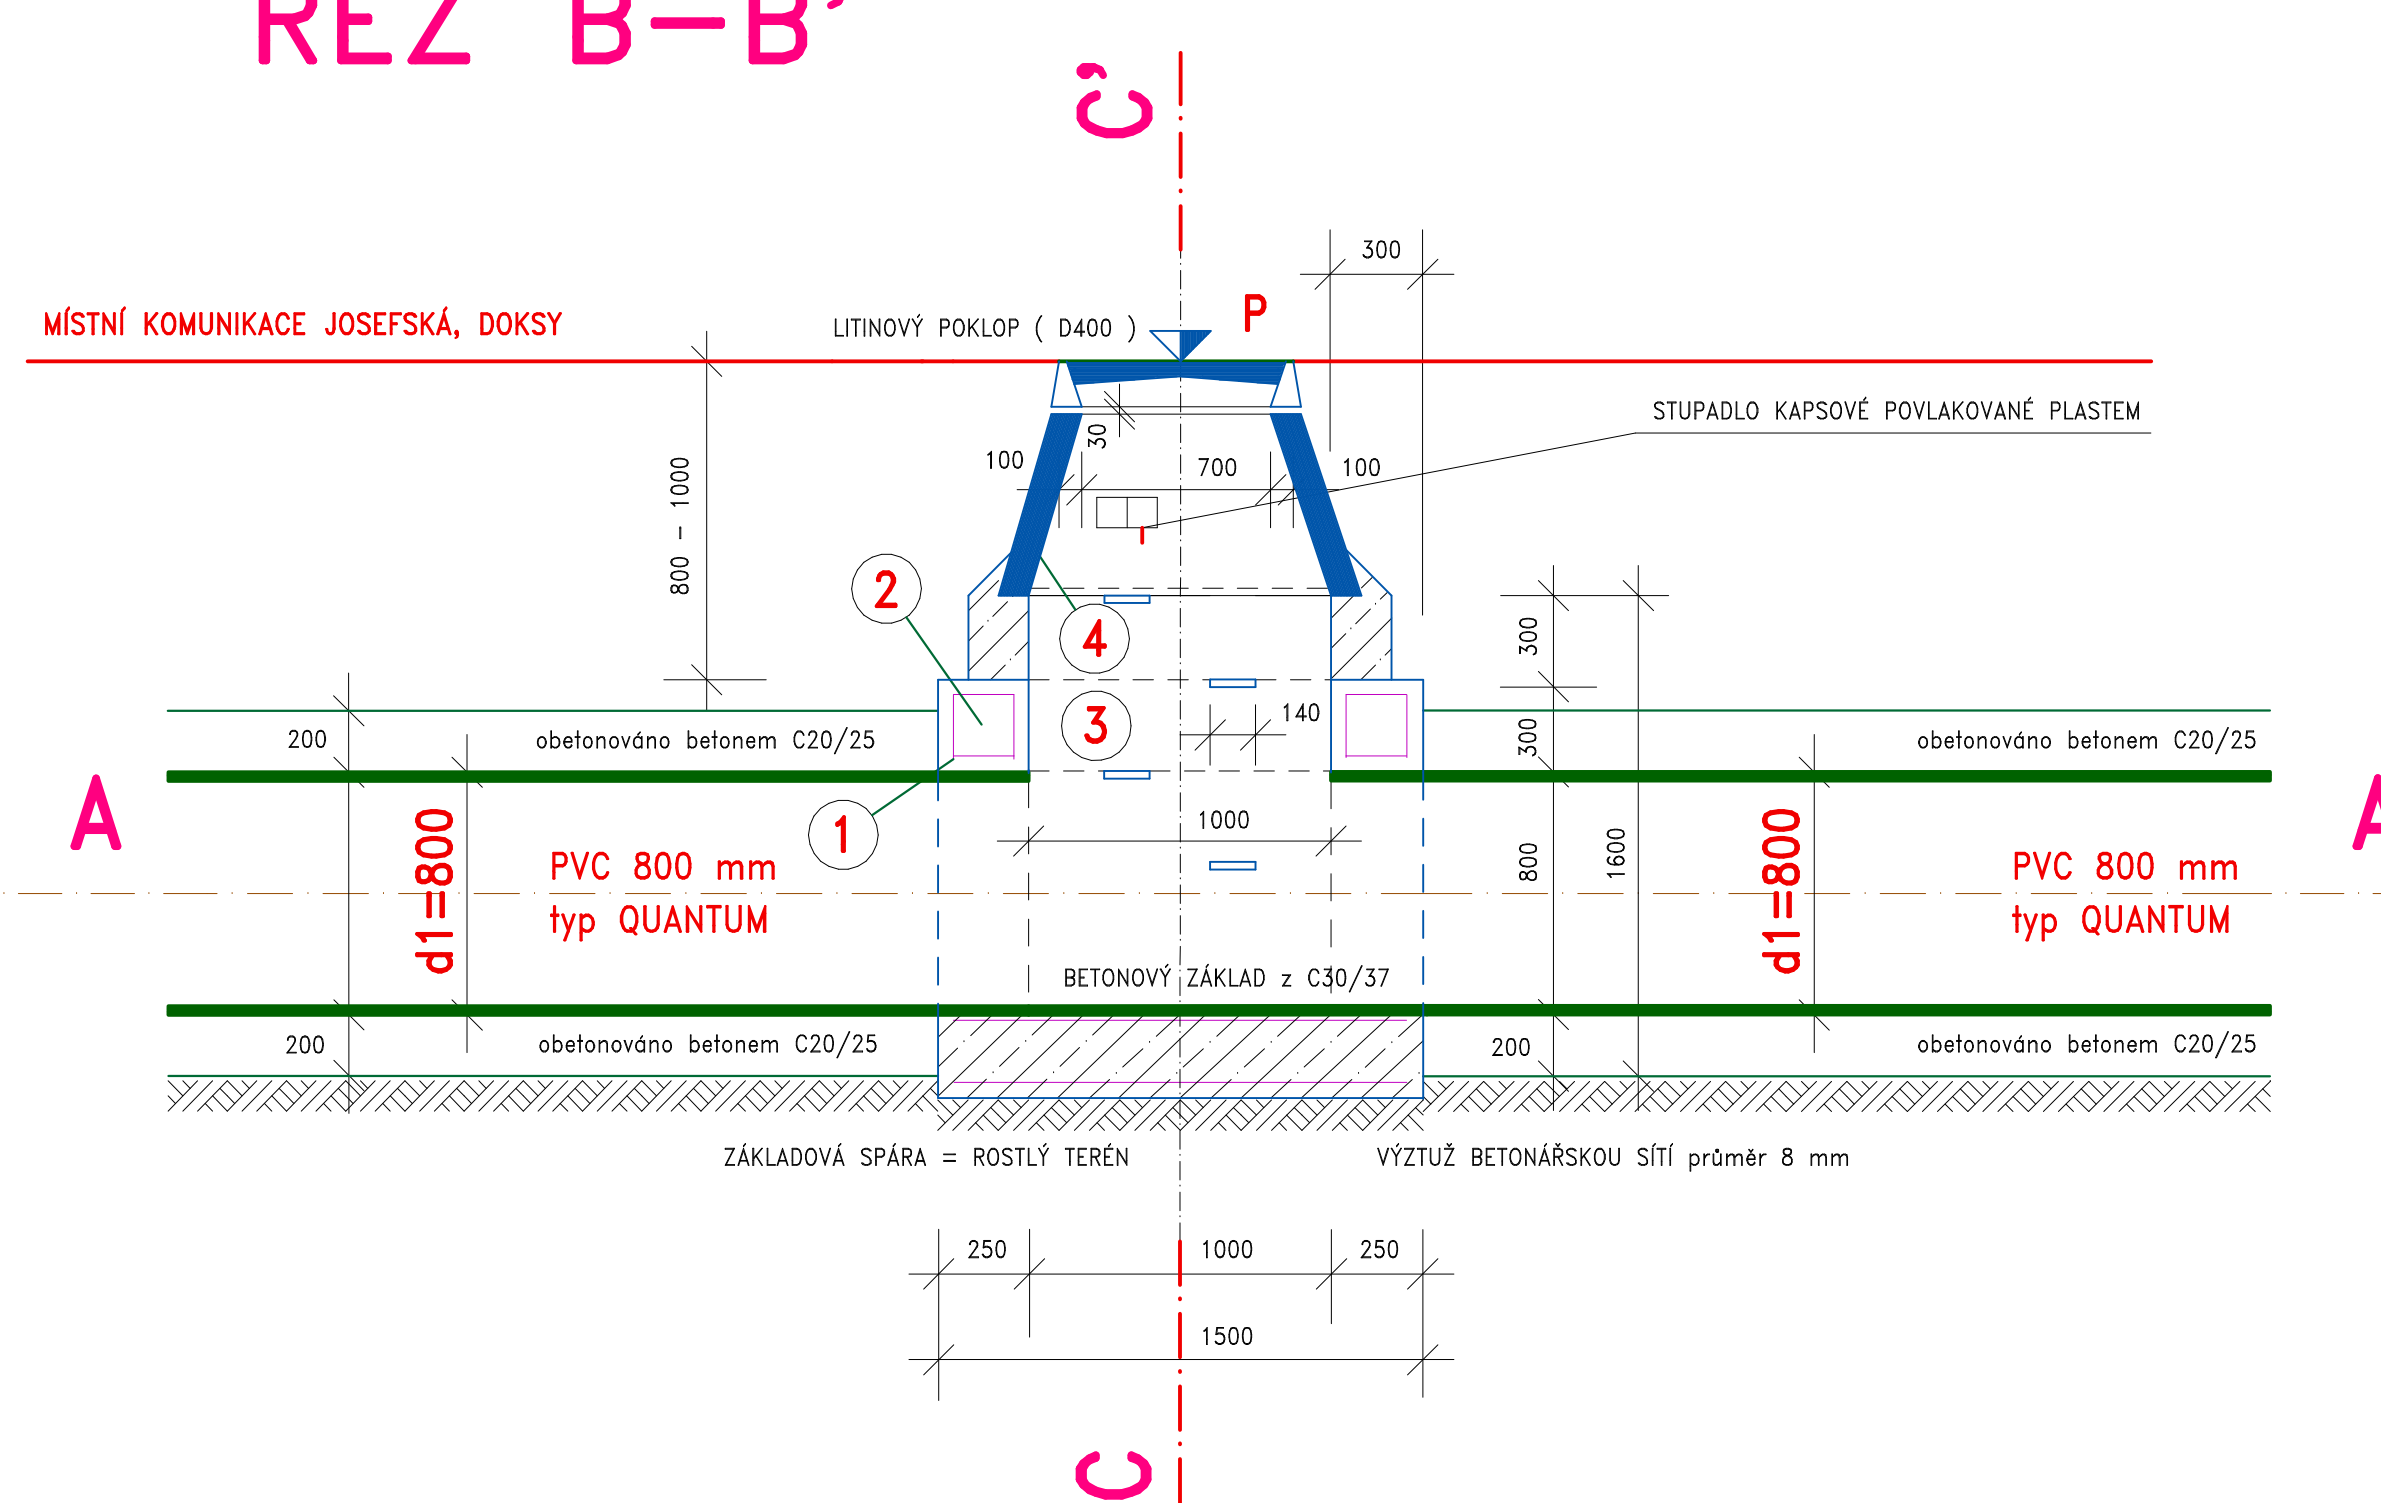 ŘEZ B–B'
C'
300
MÍSTNÍ KOMUNIKACE JOSEFSKÁ, DOKSY
LITINOVÝ POKLOP ( D400 )
P
STUPADLO KAPSOVÉ POVLAKOVANÉ PLASTEM
30
100
700
100
800 – 1000
2
4
300
3
140
300
200
obetonováno betonem C20/25
obetonováno betonem C20/25
A
A
d1=800
1
1000
800
1600
d1=800
PVC 800 mm
typ QUANTUM
PVC 800 mm
typ QUANTUM
BETONOVÝ ZÁKLAD z C30/37
200
obetonováno betonem C20/25
200
obetonováno betonem C20/25
ZÁKLADOVÁ SPÁRA = ROSTLÝ TERÉN
VÝZTUŽ BETONÁŘSKOU SÍTÍ průměr 8 mm
250
1000
250
1500
C